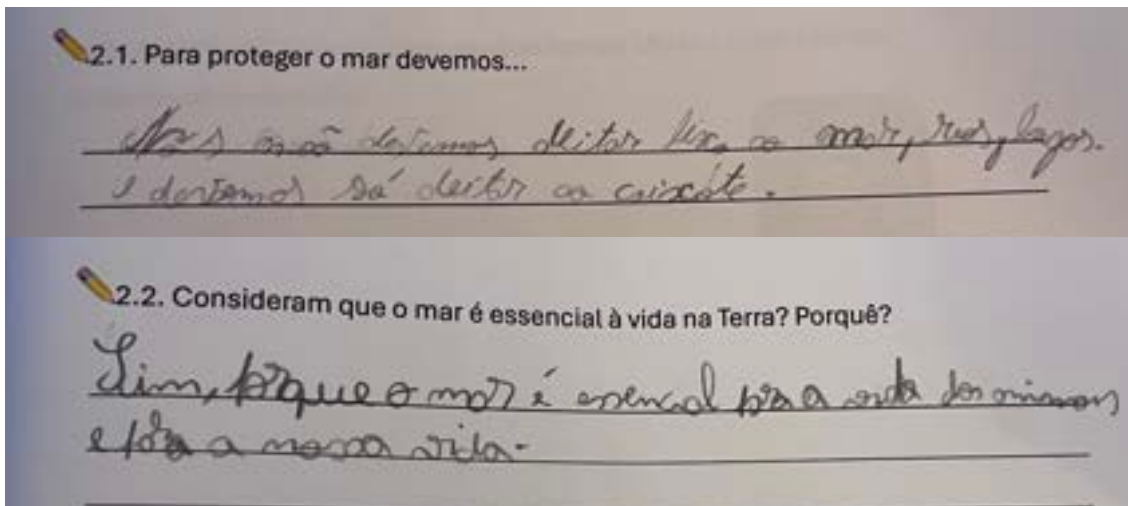 2.1. Para proteger o mar devemos...
Nós não devemos deitar lixo ao mar, rios, lagos.
e devemos só deitar ao caixote.
2.2. Consideram que o mar é essencial à vida na Terra? Porquê?
Sim, porque o mar é esencial para a vida dos animais
e para a nossa vida.